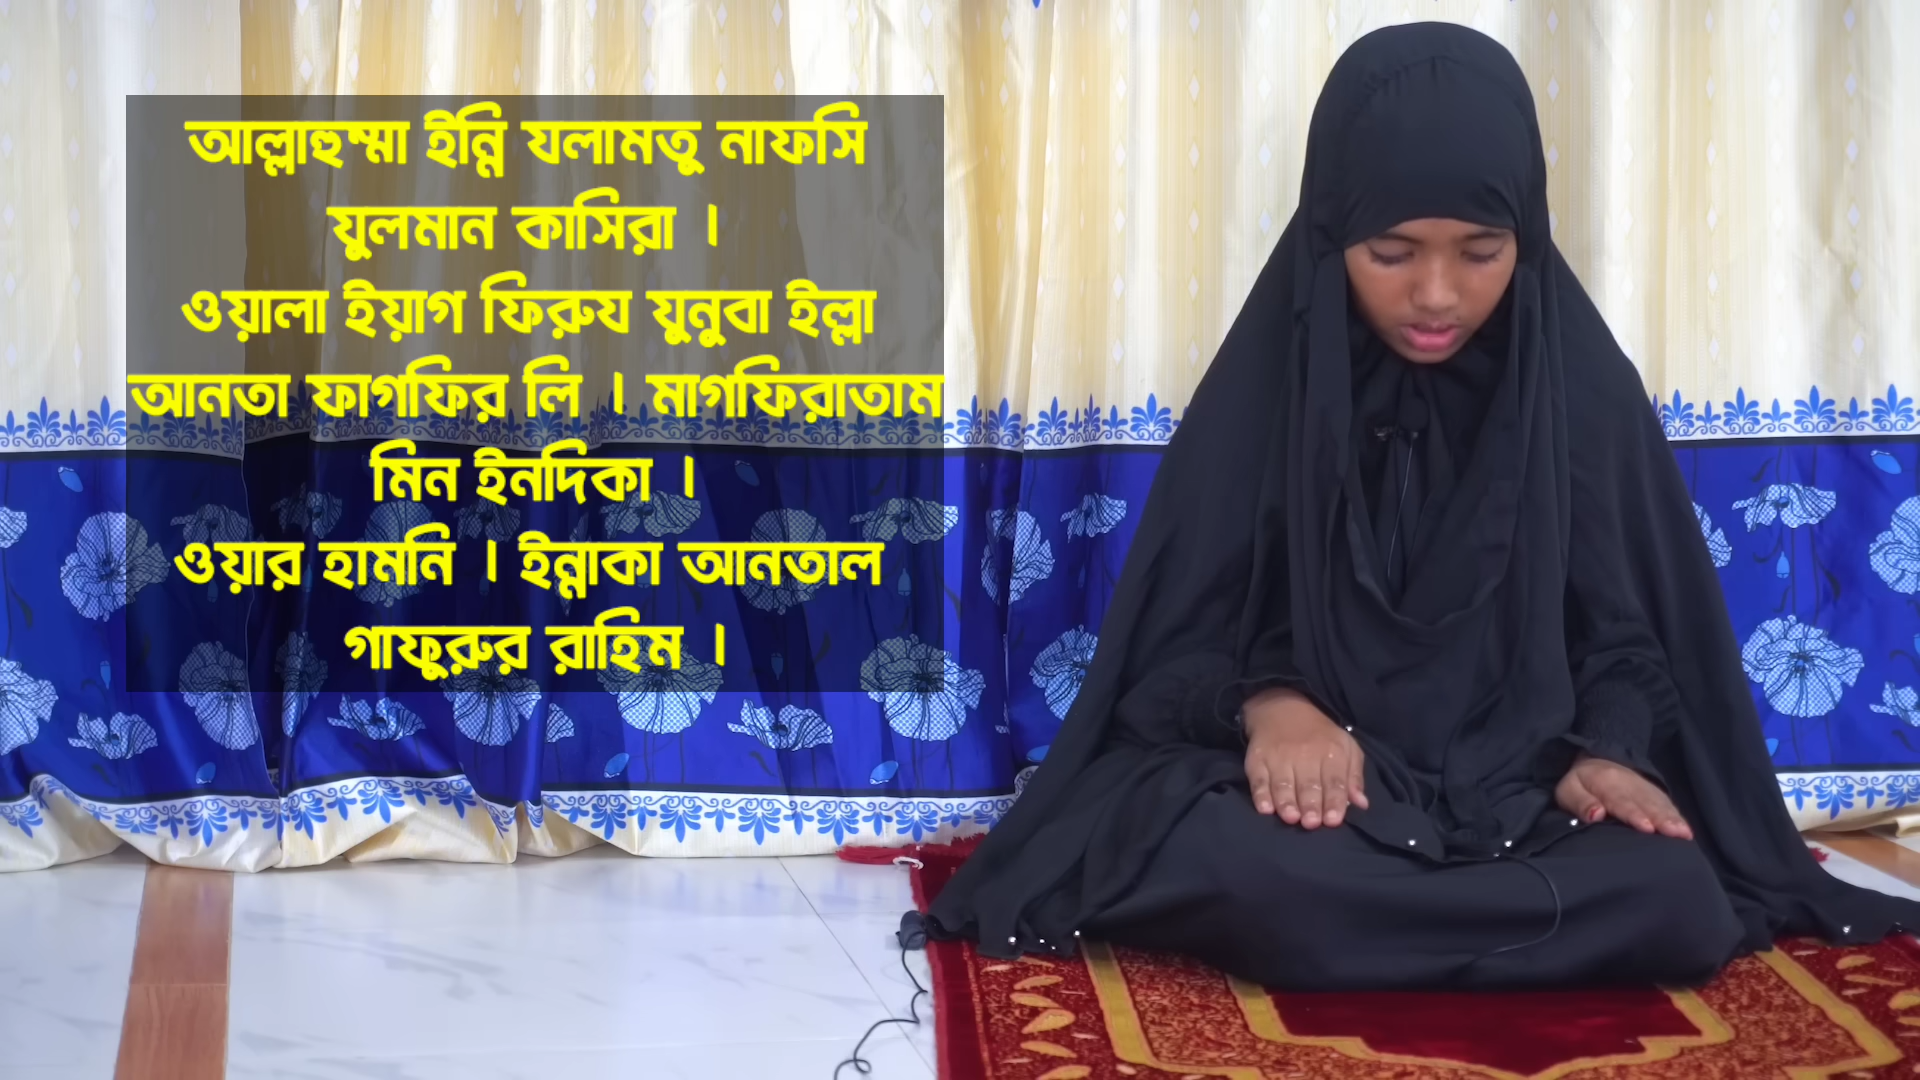 আল্লাহুম্মা ইন্নি যলামতু নাফসি
যুলমান কাসিরা ।
ওয়ালা ইয়াগ ফিরুয যুনুবা ইল্লা
আনতা ফাগফির লি । মাগফিরাতাম
মিন ইনদিকা ।
ওয়ার হামনি । ইন্নাকা আনতাল
গাফুরুর রাহিম ।